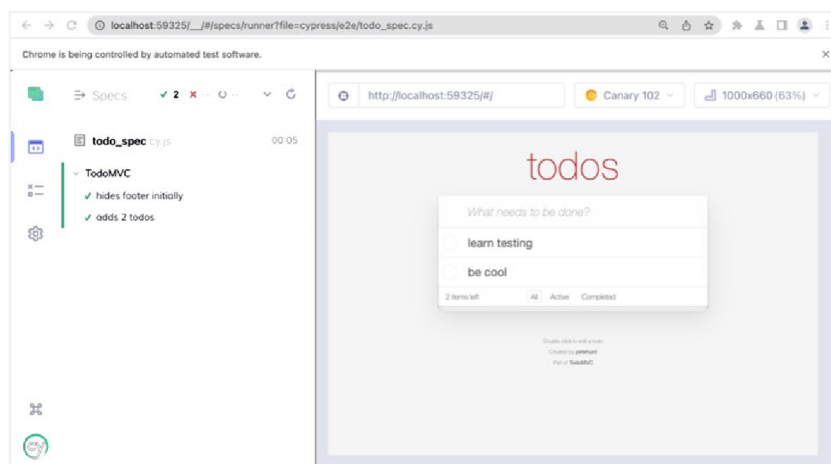 localhost:59325/__/#/specs/runner?file=cypress/e2e/todo_spec.cy.js
Chrome is being controlled by automated test software.
Specs 2 -- --
http://localhost:59325/#/ Canary 102 1000x660 (63%)
todo_spec cy.js 00:05
TodoMVC
hides footer initially
adds 2 todos
todos
What needs to be done?
learn testing
be cool
2 items left All Active Completed
Double-click to edit a todo
Created by petehunt
Part of TodoMVC
cy